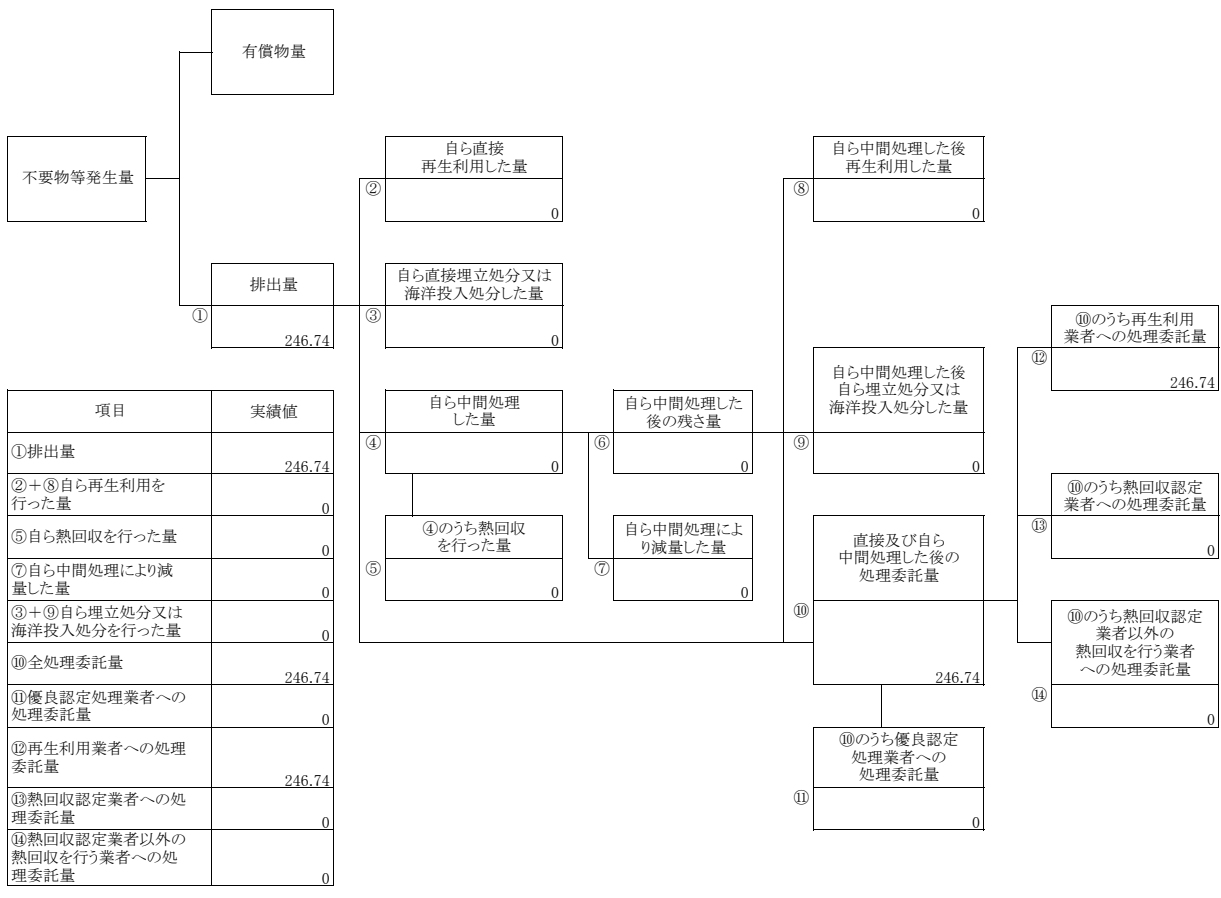 有償物量
不要物等発生量
自ら直接
再生利用した量
②
0
自ら中間処理した後
再生利用した量
⑧
0
排出量
①
246.74
自ら直接埋立処分又は
海洋投入処分した量
③
0
⑩のうち再生利用
業者への処理委託量
⑫
246.74
自ら中間処理
した量
④
0
自ら中間処理した
後の残さ量
⑥
0
自ら中間処理した後
自ら埋立処分又は
海洋投入処分した量
⑨
0
⑩のうち熱回収認定
業者への処理委託量
⑬
0
④のうち熱回収
を行った量
⑤
0
自ら中間処理によ
り減量した量
⑦
0
直接及び自ら
中間処理した後の
処理委託量
⑩
246.74
⑩のうち熱回収認定
業者以外の
熱回収を行う業者
への処理委託量
⑭
0
⑩のうち優良認定
処理業者への
処理委託量
⑪
0
項目 実績値
①排出量
246.74
②+⑧自ら再生利用を
行った量
0
⑤自ら熱回収を行った量
0
⑦自ら中間処理により減
量した量
0
③+⑨自ら埋立処分又は
海洋投入処分を行った量
0
⑩全処理委託量
246.74
⑪優良認定処理業者への
処理委託量
0
⑫再生利用業者への処理
委託量
246.74
⑬熱回収認定業者への処
理委託量
0
⑭熱回収認定業者以外の
熱回収を行う業者への処
理委託量
0